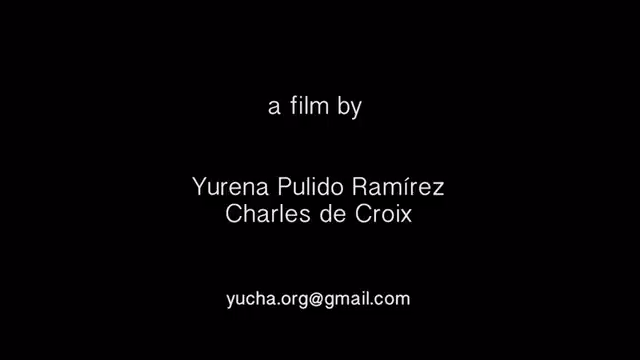 a film by
Yurena Pulido Ramírez
Charles de Croix
yucha.org@gmail.com